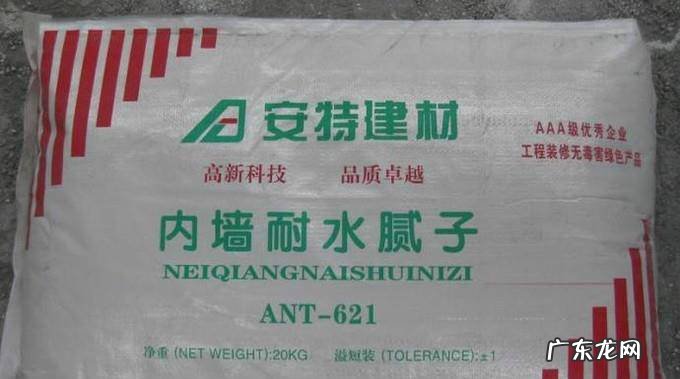 安特建材
AAA级优秀企业
工程装修无毒害绿色产品
高新科技 品质卓越
内墙耐水腻子
NEIQIANGNAISHUINIZI
ANT-621
净重(NET WEIGHT):20KG 溢短装(TOLERANCE):±1
广东龙网